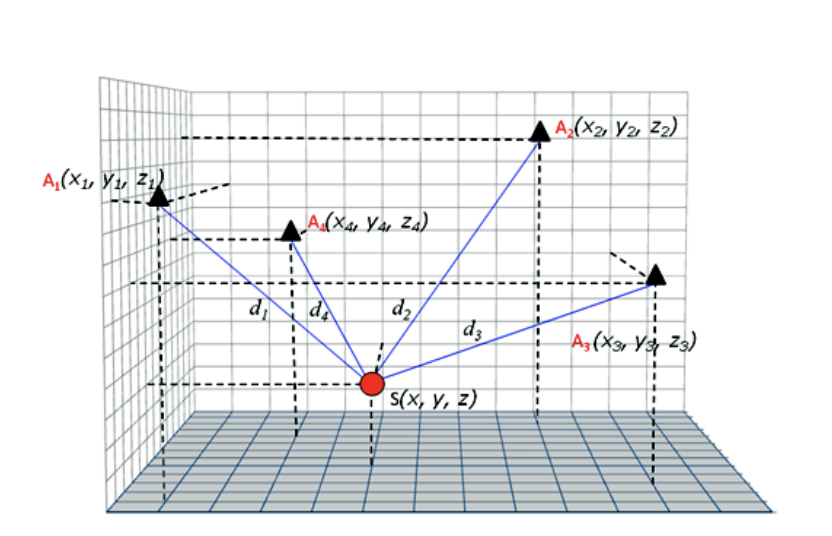 A₂(x₂, y₂, z₂)
A₁(x₁, y₁, z₁)
A₄(x₄, y₄, z₄)
d₁
d₄
d₂
d₃
A₃(x₃, y₃, z₃)
S(x, y, z)